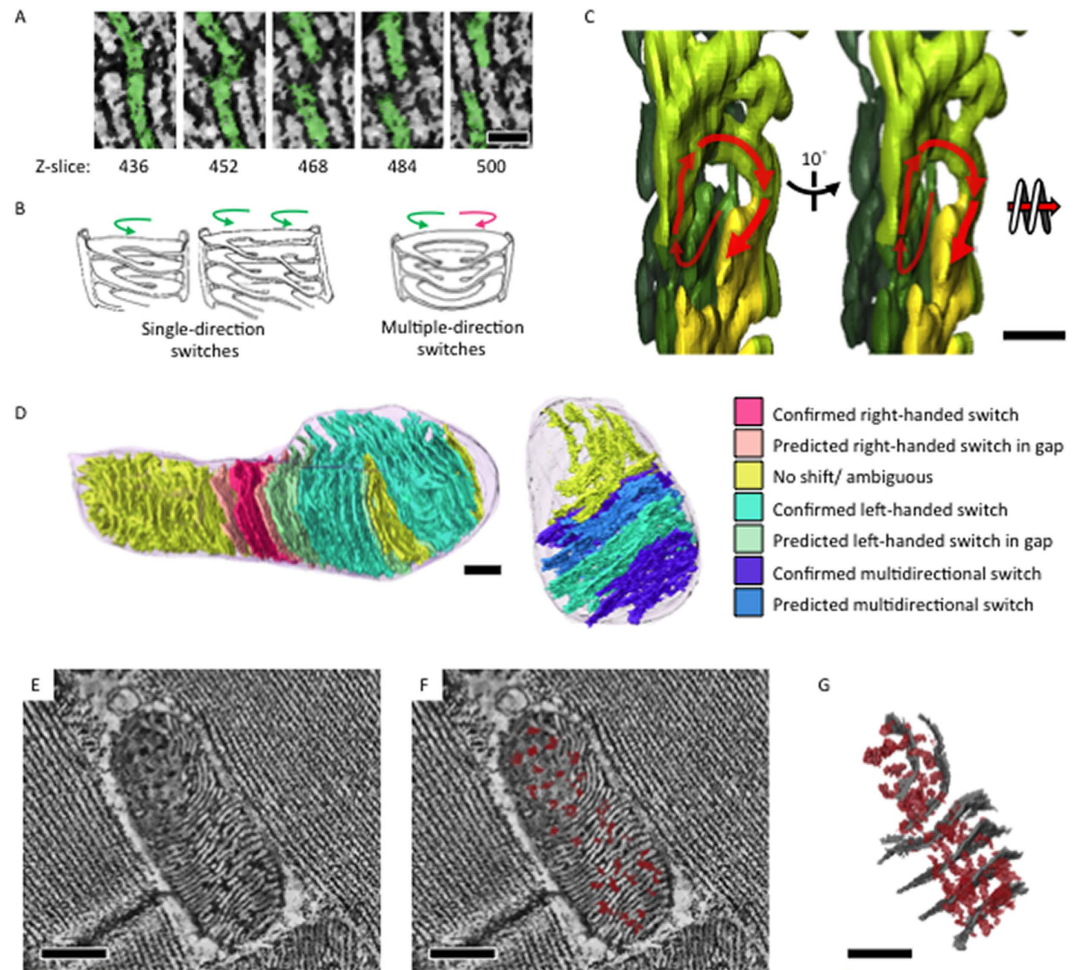 A
C
Z-slice:
436
452
468
484
500
B
10°
Single-direction
switches
Multiple-direction
switches
D
Confirmed right-handed switch
Predicted right-handed switch in gap
No shift/ ambiguous
Confirmed left-handed switch
Predicted left-handed switch in gap
Confirmed multidirectional switch
Predicted multidirectional switch
E
F
G